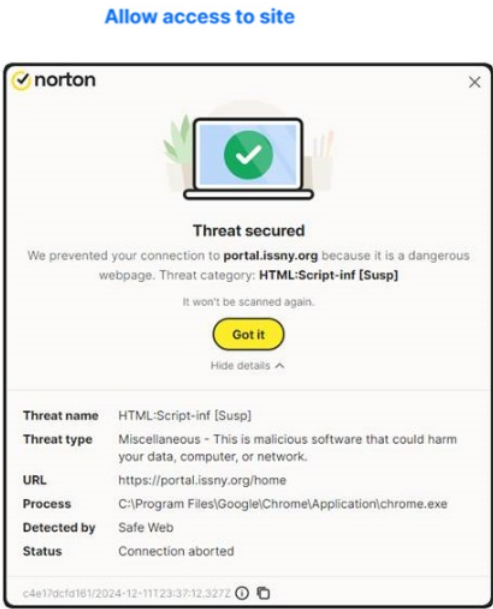 Allow access to site
norton
Threat secured
We prevented your connection to portal.issny.org because it is a dangerous
webpage. Threat category: HTML:Script-inf [Susp]
It won't be scanned again.
Got it
Hide details
Threat name HTML:Script-inf [Susp]
Threat type Miscellaneous - This is malicious software that could harm
your data, computer, or network.
URL https://portal.issny.org/home
Process C:\Program Files\Google\Chrome\Application\chrome.exe
Detected by Safe Web
Status Connection aborted
c4e17dcfd161/2024-12-11T23:37:12.327Z